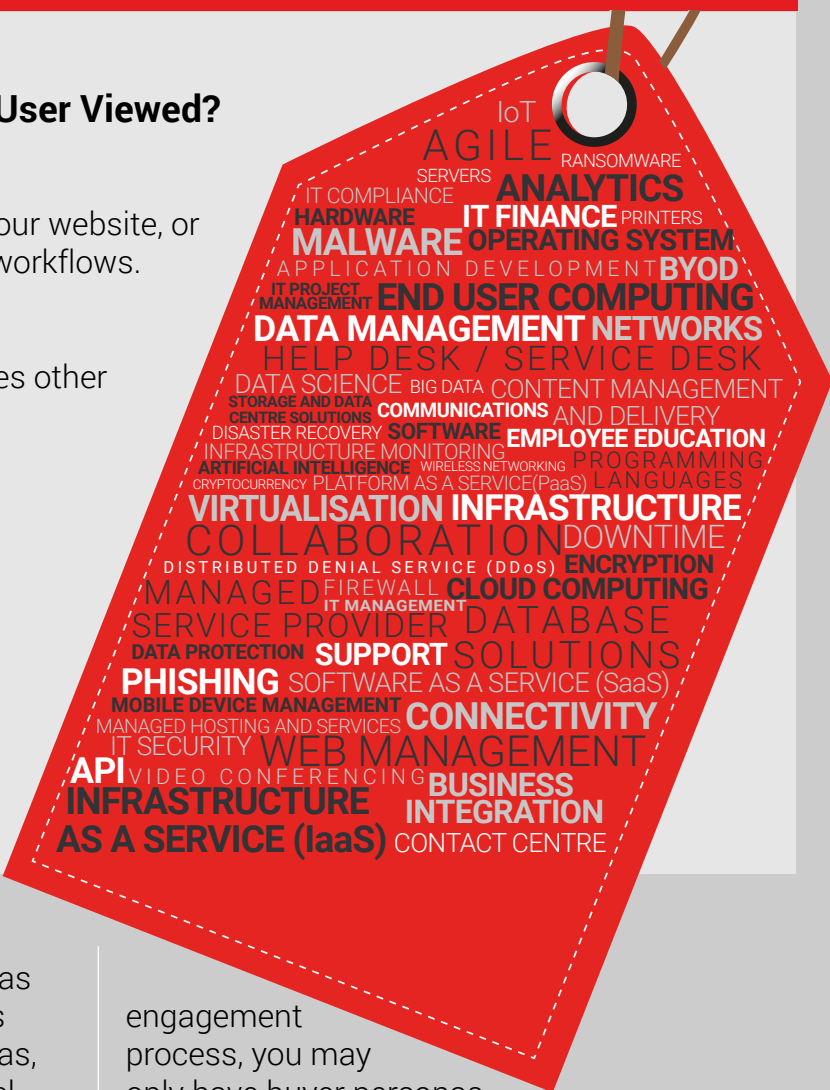 User Viewed?
our website, or
workflows.
es other
IoT
AGILE
RANSOMWARE
SERVERS
ANALYTICS
IT COMPLIANCE
HARDWARE
IT FINANCE PRINTERS
MALWARE OPERATING SYSTEM
APPLICATION DEVELOPMENT BYOD
IT PROJECT
MANAGEMENT
END USER COMPUTING
DATA MANAGEMENT NETWORKS
HELP DESK / SERVICE DESK
DATA SCIENCE BIG DATA CONTENT MANAGEMENT
AND DELIVERY
STORAGE AND DATA
CENTRE SOLUTIONS
COMMUNICATIONS
DISASTER RECOVERY SOFTWARE EMPLOYEE EDUCATION
INFRASTRUCTURE MONITORING
ARTIFICIAL INTELLIGENCE WIRELESS NETWORKING
PROGRAMMING
LANGUAGES
CRYPTOCURRENCY PLATFORM AS A SERVICE(PaaS)
VIRTUALISATION INFRASTRUCTURE
COLLABORATION DOWNTIME
DISTRIBUTED DENIAL SERVICE (DDoS) ENCRYPTION
MANAGED
SERVICE PROVIDER
FIREWALL CLOUD COMPUTING
IT MANAGEMENT
DATABASE
SOLUTIONS
DATA PROTECTION SUPPORT
PHISHING SOFTWARE AS A SERVICE (SaaS)
MOBILE DEVICE MANAGEMENT CONNECTIVITY
MANAGED HOSTING AND SERVICES
IT SECURITY WEB MANAGEMENT
API VIDEO CONFERENCING
BUSINESS
INTEGRATION
INFRASTRUCTURE
AS A SERVICE (IaaS) CONTACT CENTRE
as
s
as,
engagement
process, you may
only have buyer personas